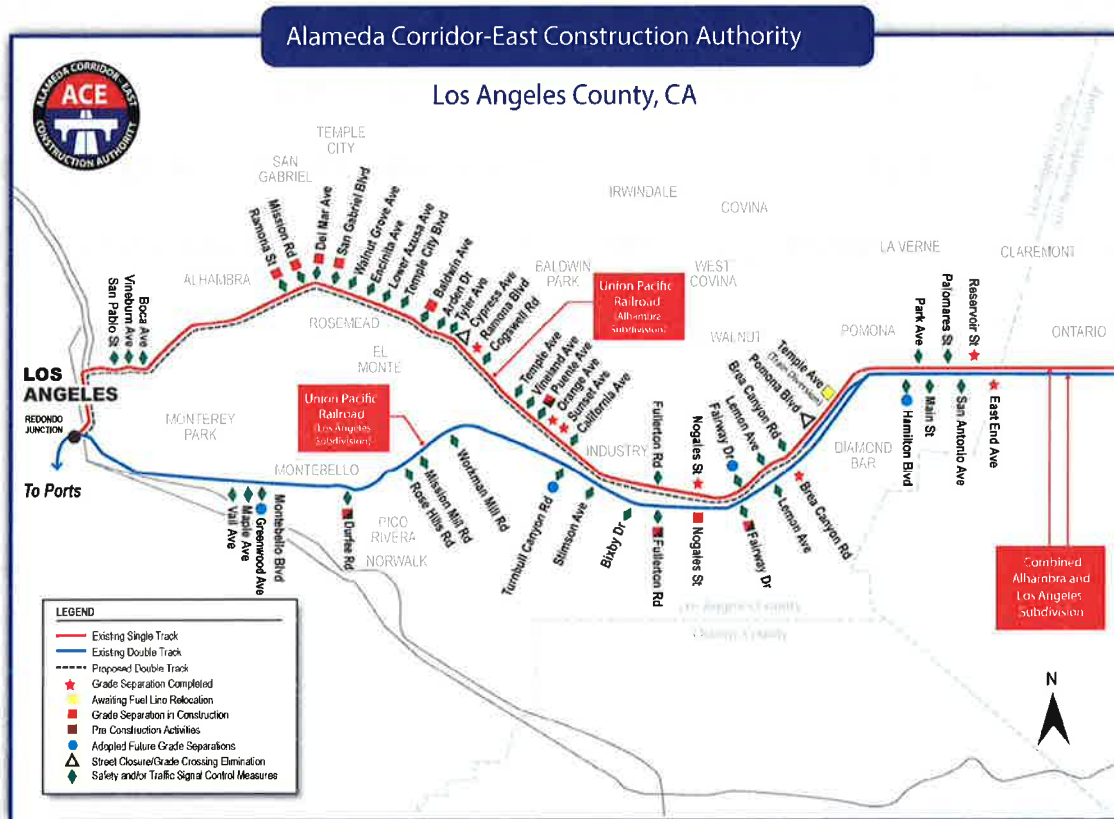 Alameda Corridor-East Construction Authority
Los Angeles County, CA
ALAMEDA CORRIDOR-EAST
ACE
CONSTRUCTION AUTHORITY
TEMPLE
CITY
SAN
GABRIEL
IRWINDALE
COVINA
LA VERNE
CLAREMONT
ALHAMBRA
BALDWIN
PARK
WEST
COVINA
ROSEMEAD
EL
MONTE
WALNUT
POMONA
ONTARIO
MONTEREY
PARK
MONTEBELLO
INDUSTRY
DIAMOND
BAR
PICO
RIVERA
NORWALK
LOS
ANGELES
REDONDO
JUNCTION
To Ports
San Pablo St
Vineburn Ave
Boca Ave
Ramona St
Mission Rd
Del Mar Ave
San Gabriel Blvd
Walnut Grove Ave
Encinita Ave
Lower Azusa Ave
Temple City Blvd
Baldwin Ave
Arden Dr
Tyler Ave
Cypress Ave
Ramona Blvd
Cogswell Rd
Temple Ave
Vineland Ave
Puente Ave
Orange Ave
Sunset Ave
California Ave
Fullerton Rd
Nogales St
Fairway Dr
Lemon Ave
Brea Canyon Rd
Pomona Blvd
Temple Ave
(Train Diversion)
Park Ave
Palomares St
Reservoir St
Vail Ave
Maple Ave
Greenwood Ave
Montebello Blvd
Durfee Rd
Rose Hills Rd
Mission Mill Rd
Workman Mill Rd
Turnbull Canyon Rd
Stimson Ave
Bixby Dr
Fullerton Rd
Nogales St
Fairway Dr
Lemon Ave
Brea Canyon Rd
Hamilton Blvd
Main St
San Antonio Ave
East End Ave
Union Pacific
Railroad
(Alhambra
Subdivision)
Union Pacific
Railroad
(Los Angeles
Subdivision)
Combined
Alhambra and
Los Angeles
Subdivision
Los Angeles County
Orange County
N
LEGEND
Existing Single Track
Existing Double Track
Proposed Double Track
Grade Separation Completed
Awaiting Fuel Line Relocation
Grade Separation in Construction
Pre Construction Activities
Adopted Future Grade Separations
Street Closure/Grade Crossing Elimination
Safety and/or Traffic Signal Control Measures